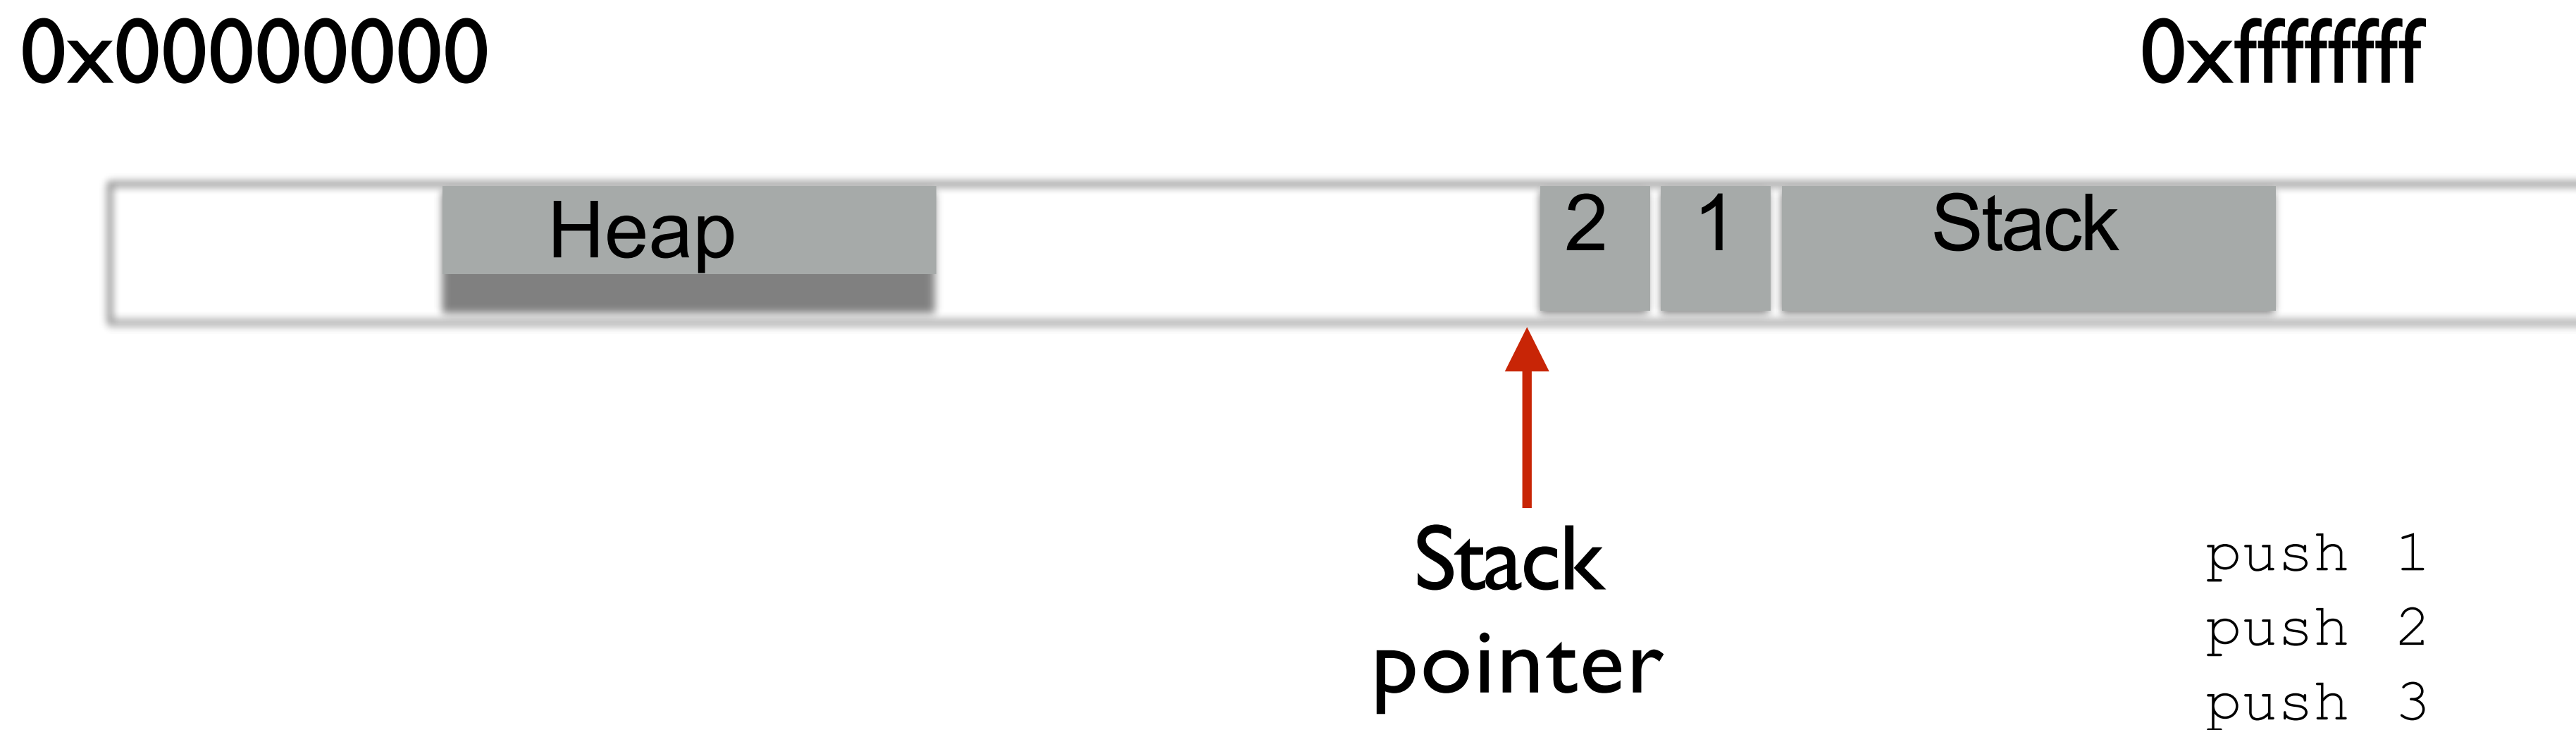 0x00000000 0xffffffff
Heap 2 1 Stack
Stack
pointer
push 1
push 2
push 3